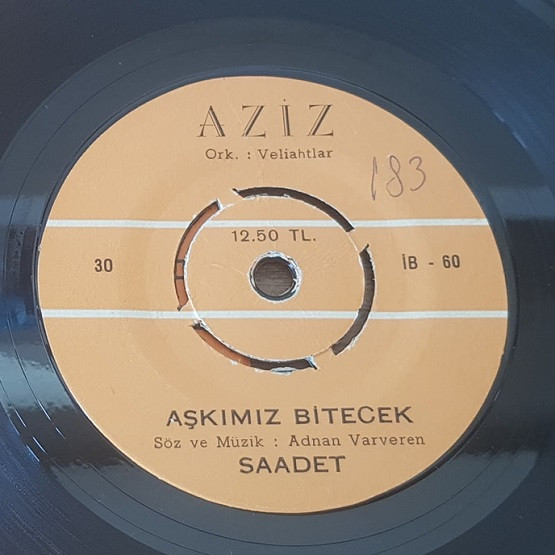 AZİZ
Ork. : Veliahtlar
183
12.50 TL.
30
İB - 60
AŞKIMIZ BİTECEK
Söz ve Müzik : Adnan Varveren
SAADET